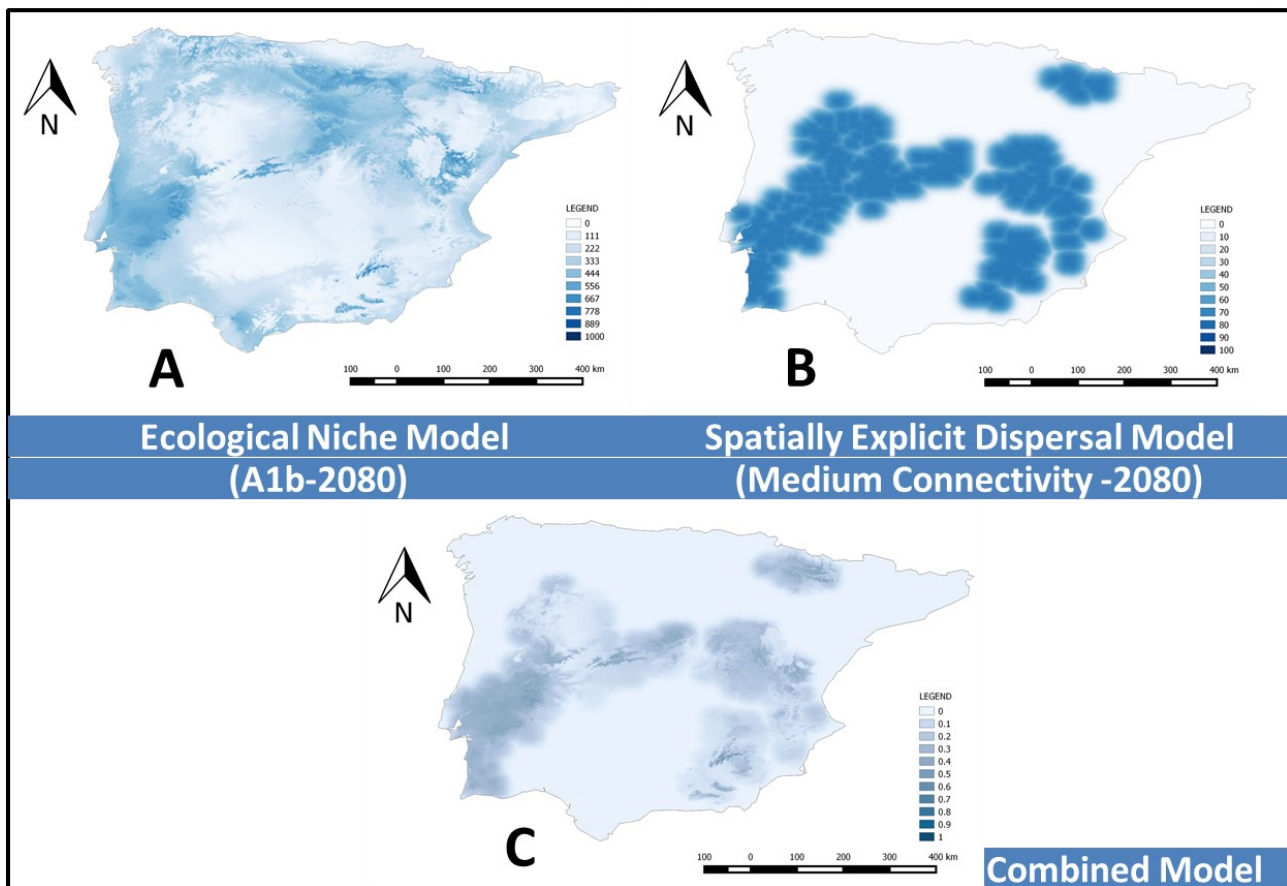 N
LEGEND
0
111
222
333
444
556
667
778
889
1000
A
100 0 100 200 300 400 km
N
LEGEND
0
10
20
30
40
50
60
70
80
90
100
B
100 0 100 200 300 400 km
Ecological Niche Model
(A1b-2080)
Spatially Explicit Dispersal Model
(Medium Connectivity -2080)
N
LEGEND
0
0.1
0.2
0.3
0.4
0.5
0.6
0.7
0.8
0.9
1
C
100 0 100 200 300 400 km
Combined Model